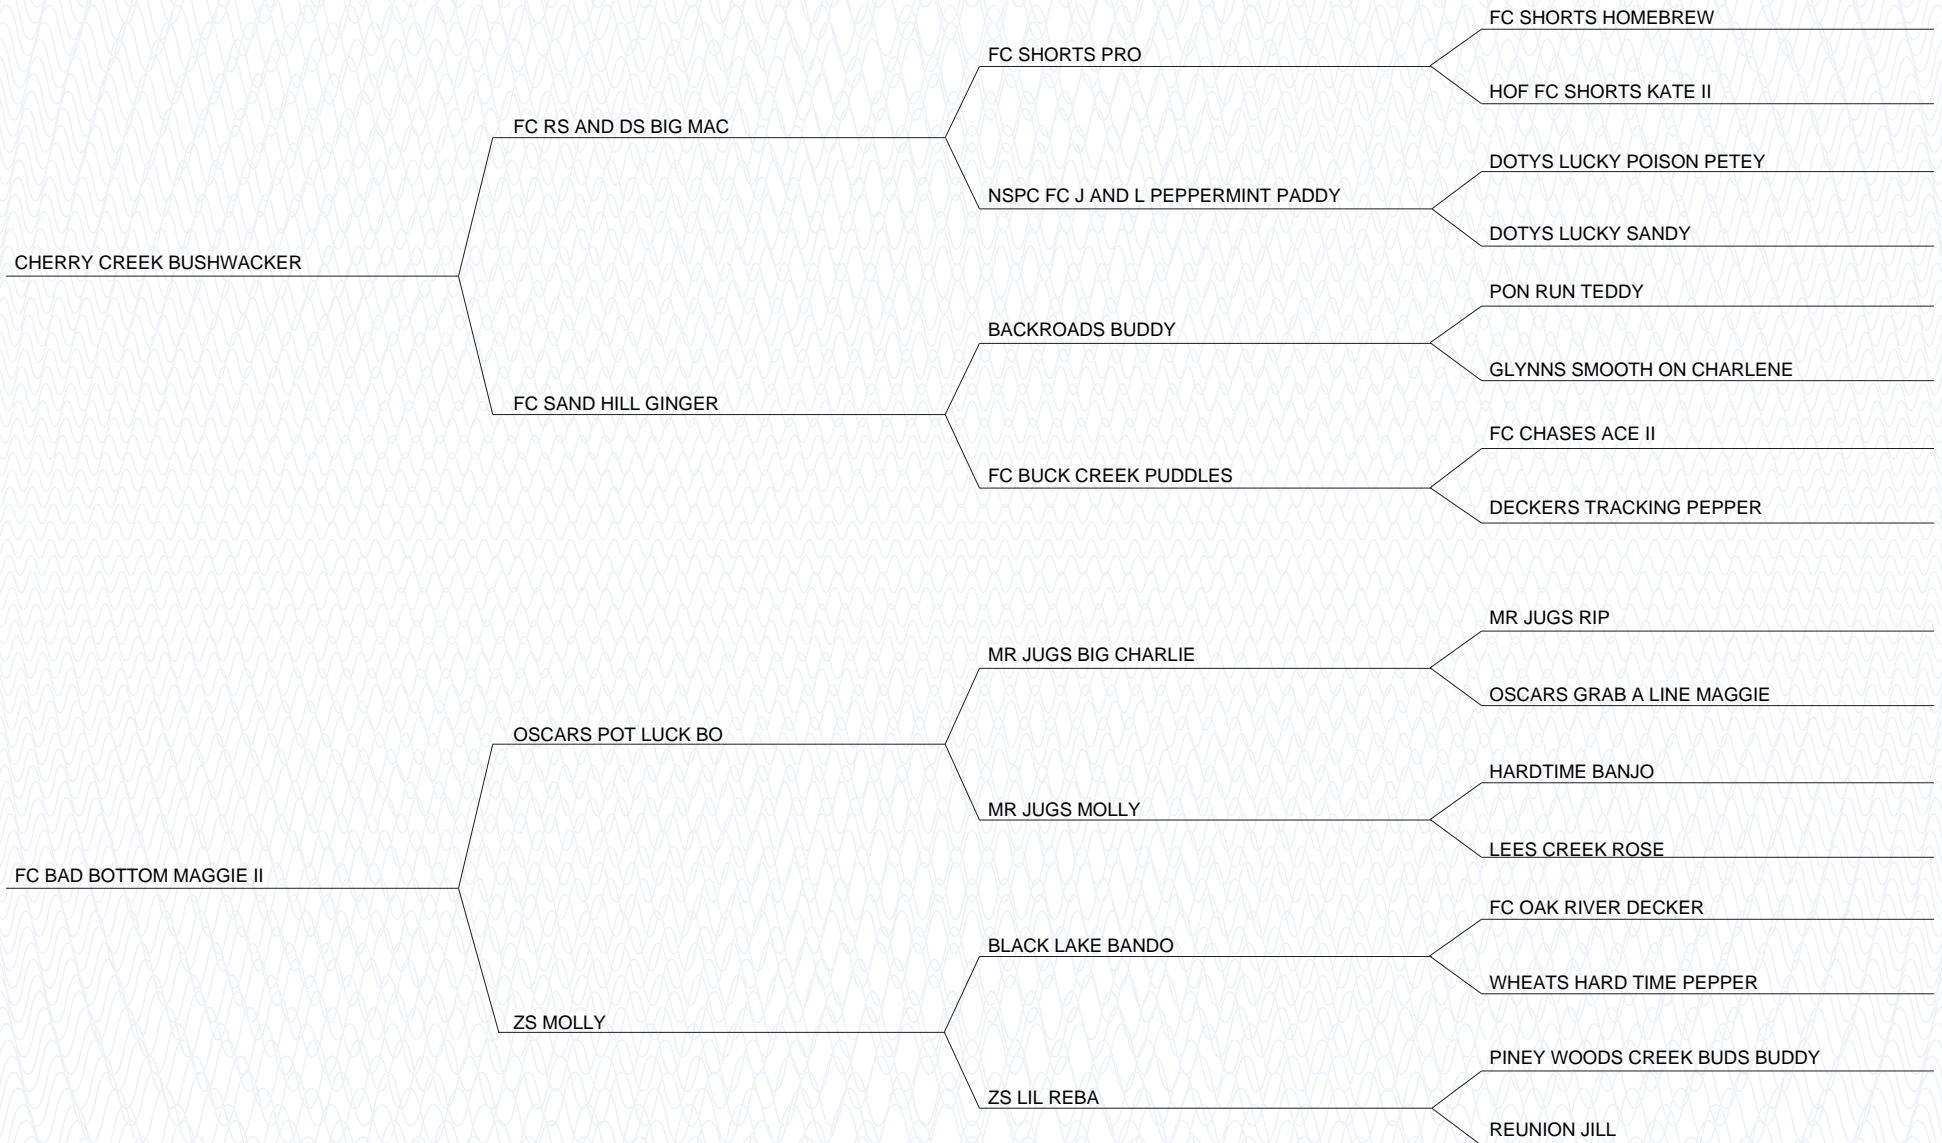 FC SHORTS HOMEBREW
FC SHORTS PRO
HOF FC SHORTS KATE II
FC RS AND DS BIG MAC
DOTYS LUCKY POISON PETEY
NSPC FC J AND L PEPPERMINT PADDY
DOTYS LUCKY SANDY
CHERRY CREEK BUSHWACKER
PON RUN TEDDY
BACKROADS BUDDY
GLYNNS SMOOTH ON CHARLENE
FC SAND HILL GINGER
FC CHASES ACE II
FC BUCK CREEK PUDDLES
DECKERS TRACKING PEPPER
MR JUGS RIP
MR JUGS BIG CHARLIE
OSCARS GRAB A LINE MAGGIE
OSCARS POT LUCK BO
HARDTIME BANJO
MR JUGS MOLLY
LEES CREEK ROSE
FC BAD BOTTOM MAGGIE II
FC OAK RIVER DECKER
BLACK LAKE BANDO
WHEATS HARD TIME PEPPER
ZS MOLLY
PINEY WOODS CREEK BUDS BUDDY
ZS LIL REBA
REUNION JILL